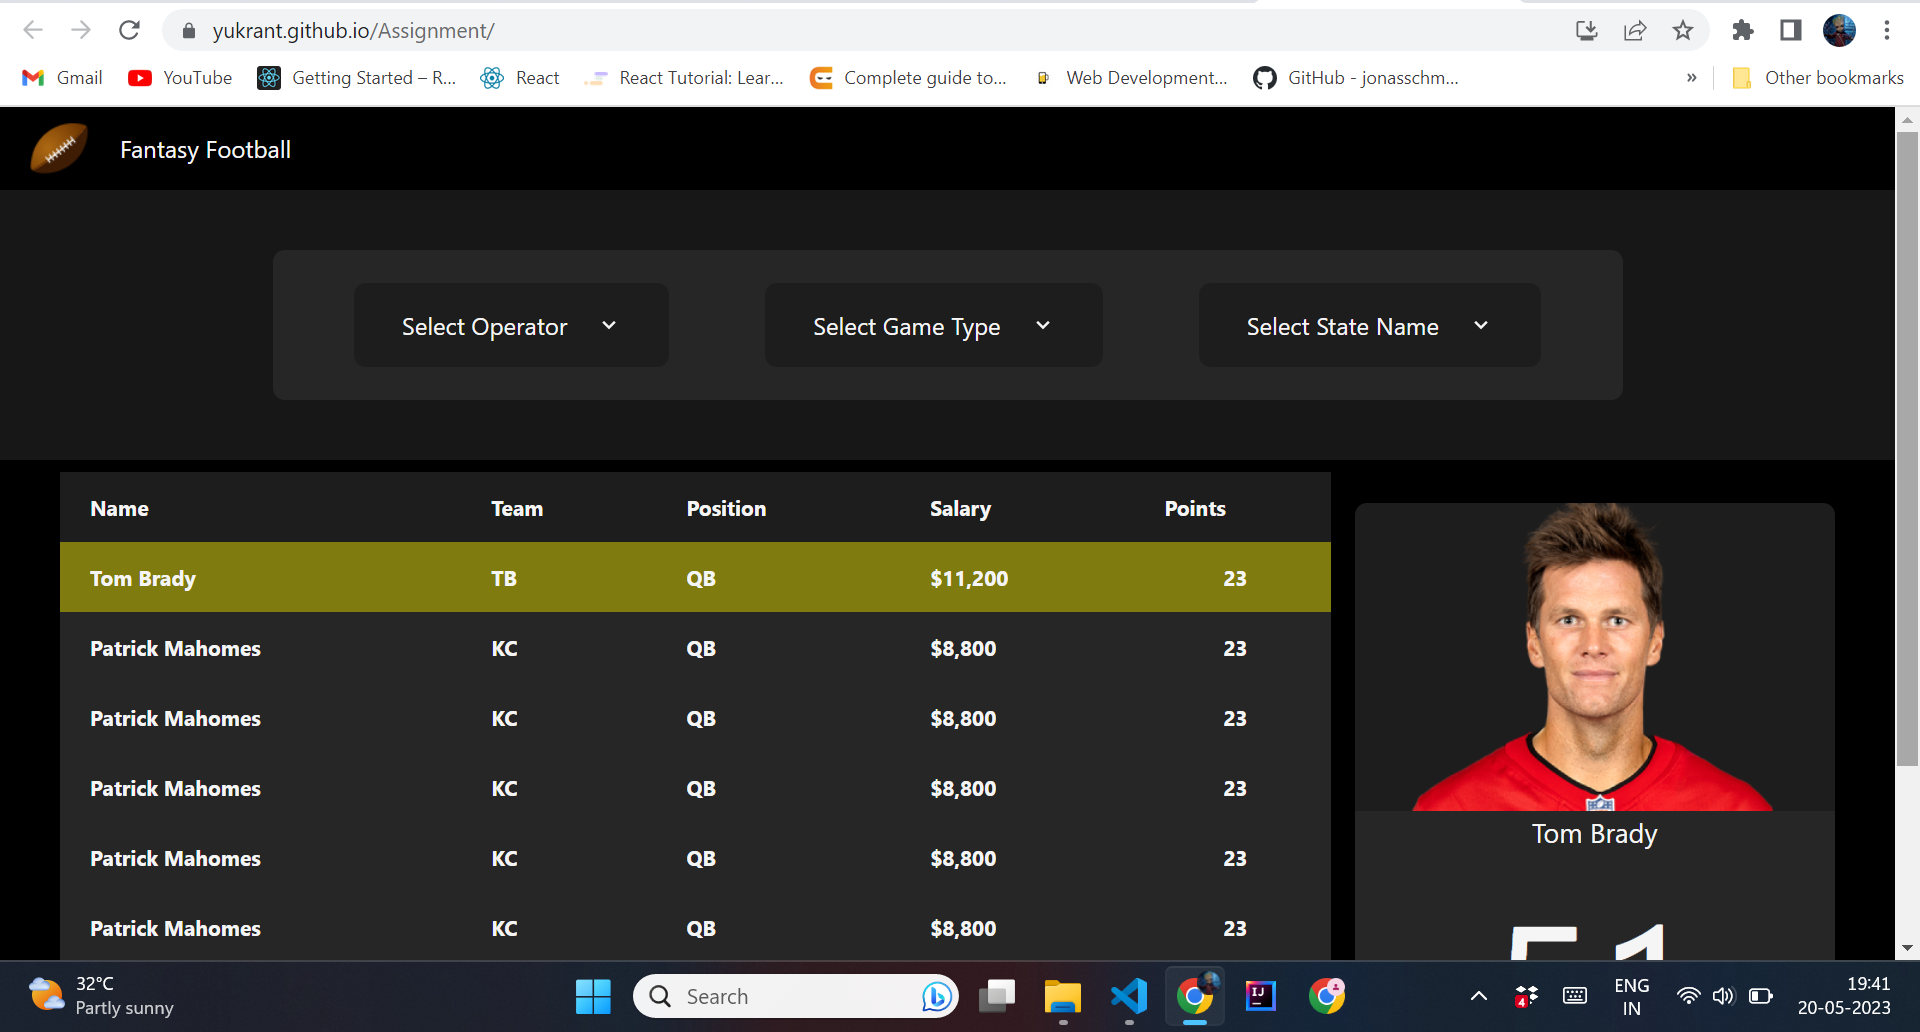 yukrant.github.io/Assignment/
Gmail YouTube Getting Started – R... React React Tutorial: Lear... Complete guide to... Web Development... GitHub - jonasschm... » Other bookmarks
Fantasy Football
Select Operator Select Game Type Select State Name
Name Team Position Salary Points
Tom Brady TB QB $11,200 23
Patrick Mahomes KC QB $8,800 23
Patrick Mahomes KC QB $8,800 23
Patrick Mahomes KC QB $8,800 23
Patrick Mahomes KC QB $8,800 23
Patrick Mahomes KC QB $8,800 23
Tom Brady
51
32°C
Partly sunny
Search
IJ
4
ENG
IN
19:41
20-05-2023